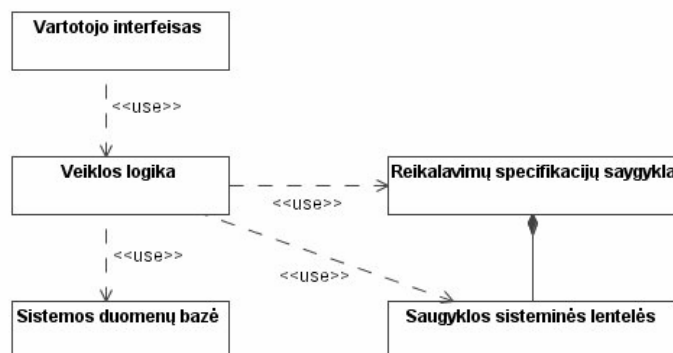 Vartotojo interfeisas
<<use>>
Veiklos logika
Reikalavimų specifikacijų saygykla
<<use>>
<<use>>
<<use>>
Sistemos duomenų bazė
Saugyklos sisteminės lentelės